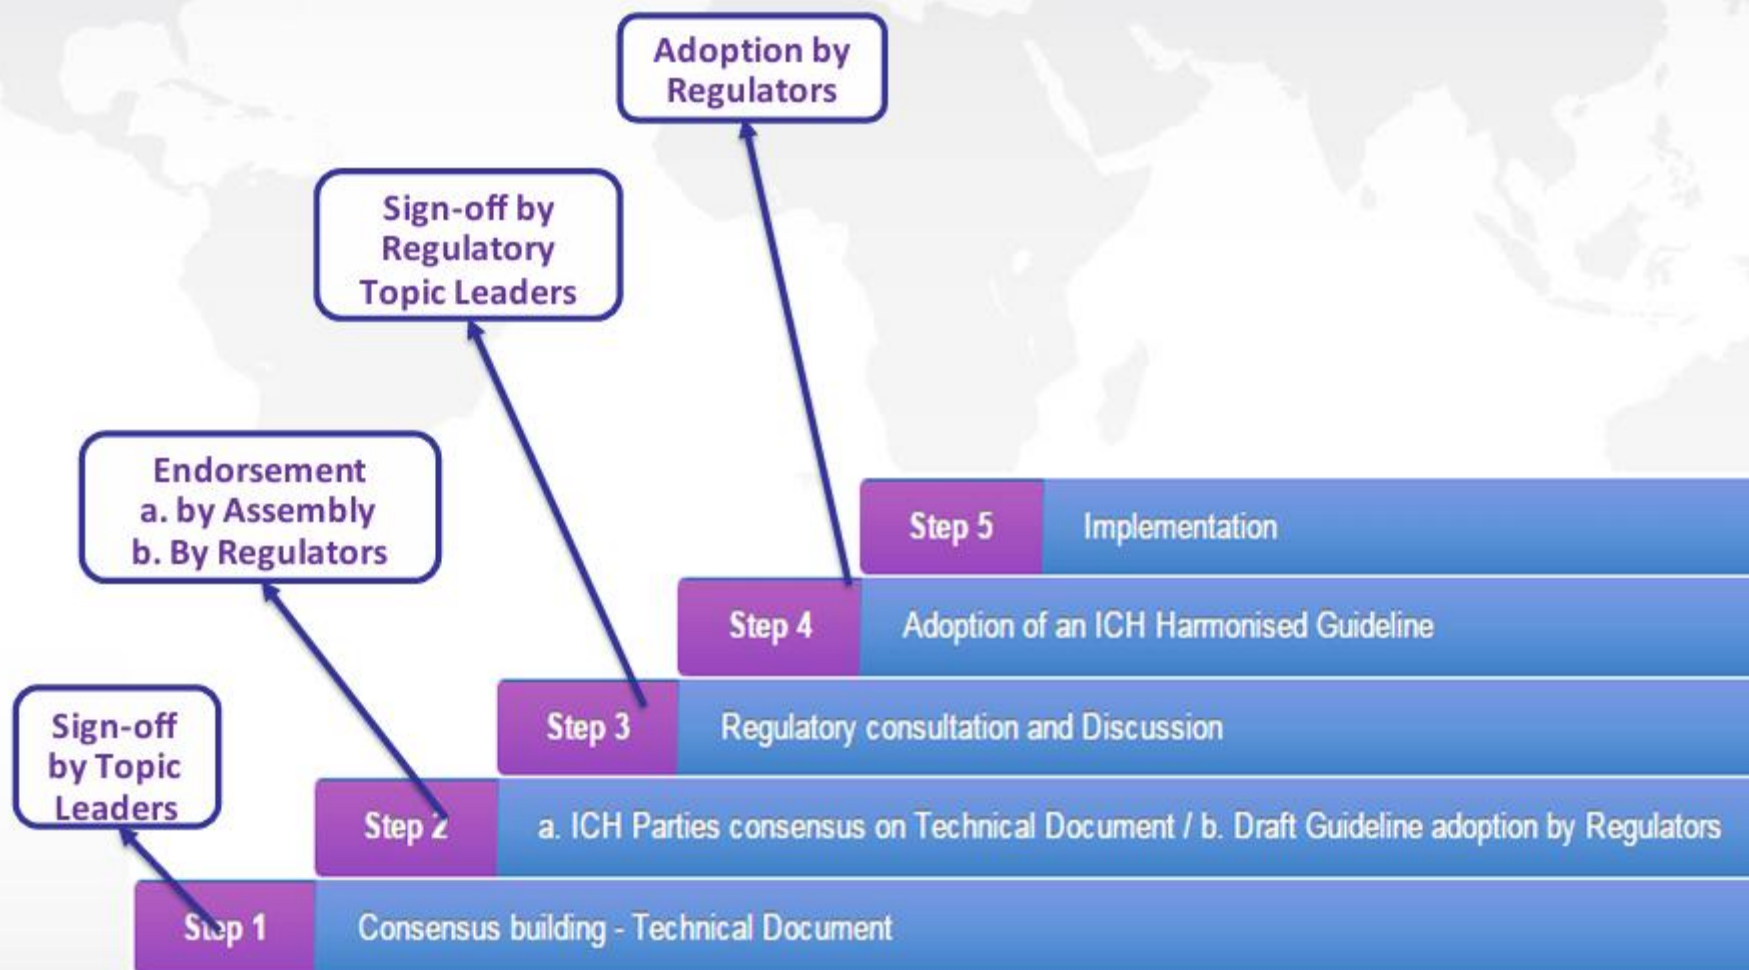 Adoption by
Regulators
Sign-off by
Regulatory
Topic Leaders
Endorsement
a. by Assembly
b. By Regulators
Sign-off
by Topic
Leaders
Step 5 Implementation
Step 4 Adoption of an ICH Harmonised Guideline
Step 3 Regulatory consultation and Discussion
Step 2 a. ICH Parties consensus on Technical Document / b. Draft Guideline adoption by Regulators
Step 1 Consensus building - Technical Document